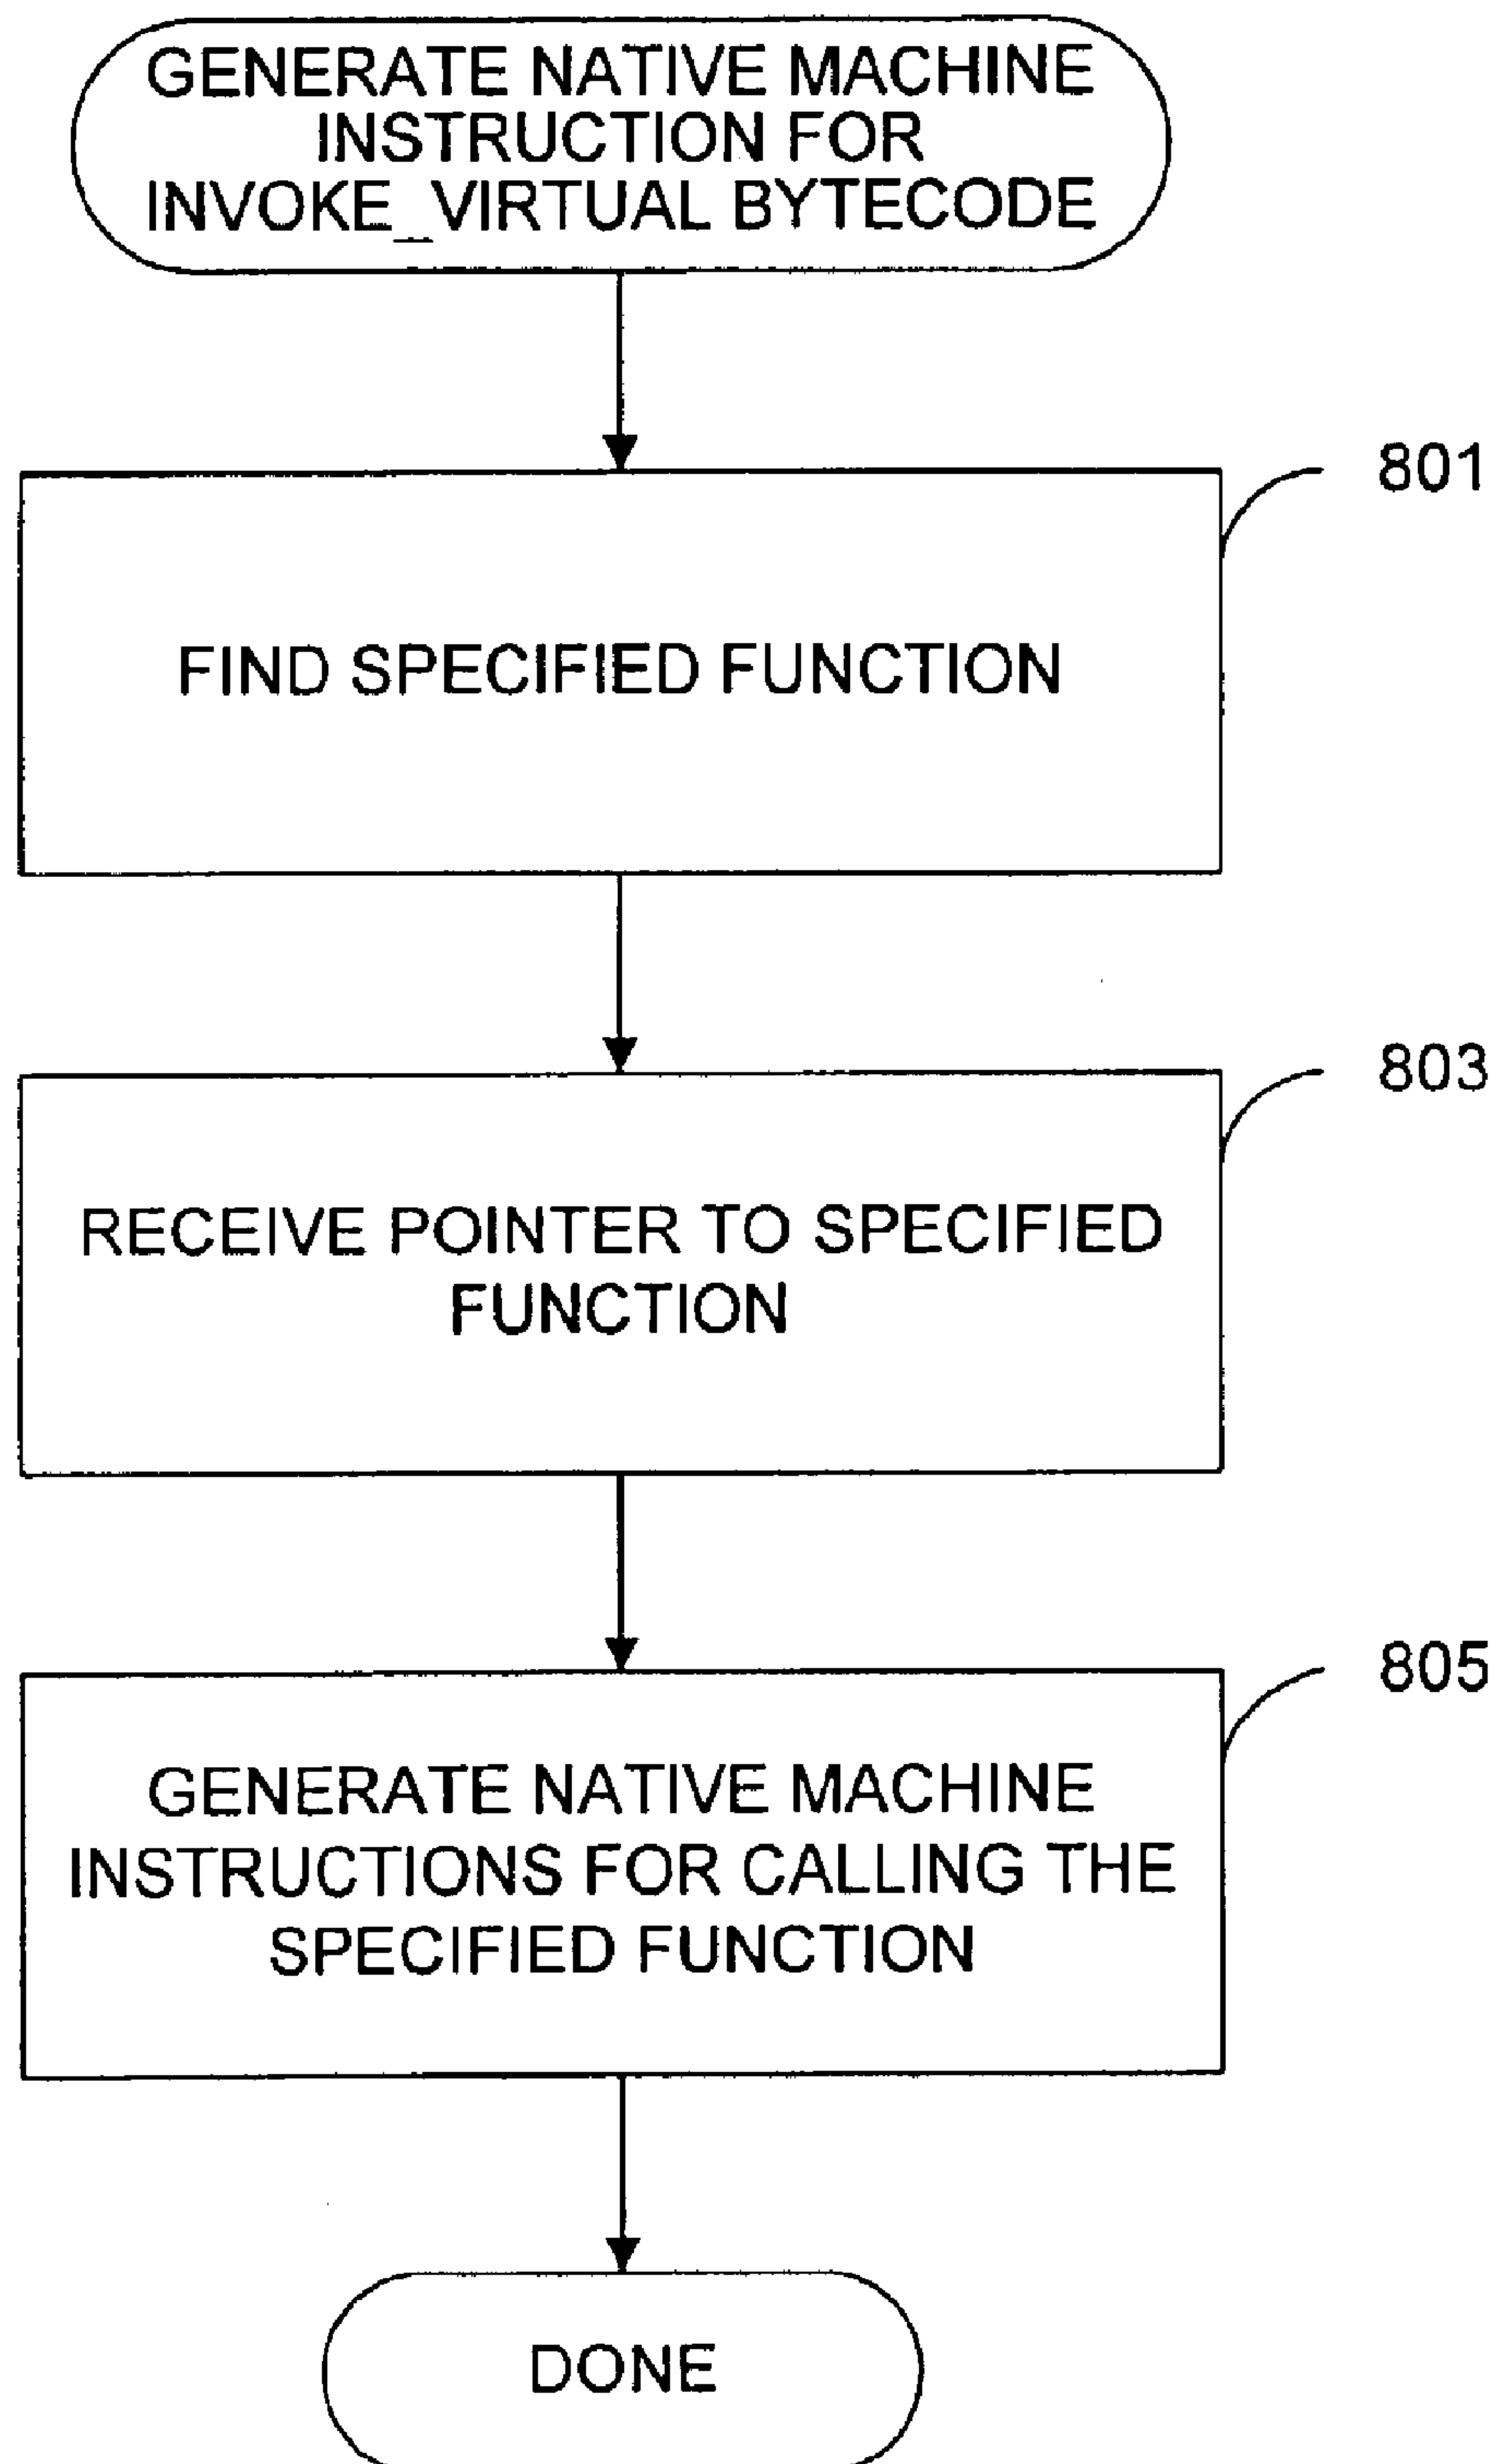 GENERATE NATIVE MACHINE
INSTRUCTION FOR
INVOKE_VIRTUAL BYTECODE
801
FIND SPECIFIED FUNCTION
803
RECEIVE POINTER TO SPECIFIED
FUNCTION
805
GENERATE NATIVE MACHINE
INSTRUCTIONS FOR CALLING THE
SPECIFIED FUNCTION
DONE